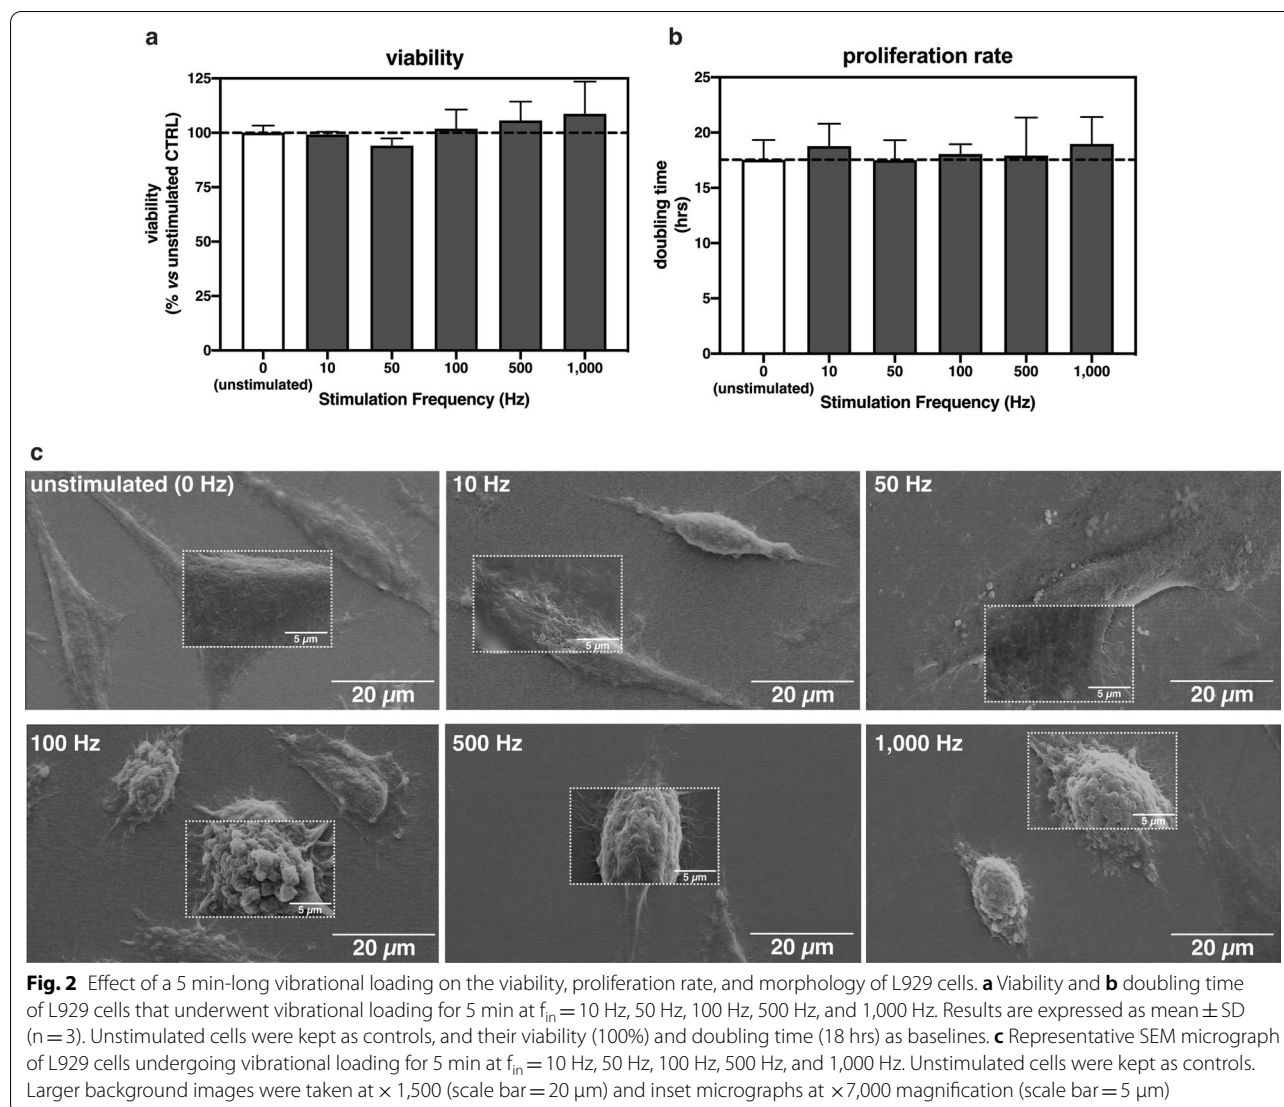 a
viability
125
100
75
50
25
0
viability
(% vs unstimulated CTRL)
0
(unstimulated)
10
50
100
500
1,000
Stimulation Frequency (Hz)
b
proliferation rate
25
20
15
10
5
0
doubling time
(hrs)
0
(unstimulated)
10
50
100
500
1,000
Stimulation Frequency (Hz)
c
unstimulated (0 Hz)
5 µm
20 µm
10 Hz
5 µm
20 µm
50 Hz
5 µm
20 µm
100 Hz
5 µm
20 µm
500 Hz
5 µm
20 µm
1,000 Hz
5 µm
20 µm
Fig. 2 Effect of a 5 min-long vibrational loading on the viability, proliferation rate, and morphology of L929 cells. a Viability and b doubling time
of L929 cells that underwent vibrational loading for 5 min at fin = 10 Hz, 50 Hz, 100 Hz, 500 Hz, and 1,000 Hz. Results are expressed as mean ± SD
(n = 3). Unstimulated cells were kept as controls, and their viability (100%) and doubling time (18 hrs) as baselines. c Representative SEM micrograph
of L929 cells undergoing vibrational loading for 5 min at fin = 10 Hz, 50 Hz, 100 Hz, 500 Hz, and 1,000 Hz. Unstimulated cells were kept as controls.
Larger background images were taken at × 1,500 (scale bar = 20 µm) and inset micrographs at ×7,000 magnification (scale bar = 5 µm)